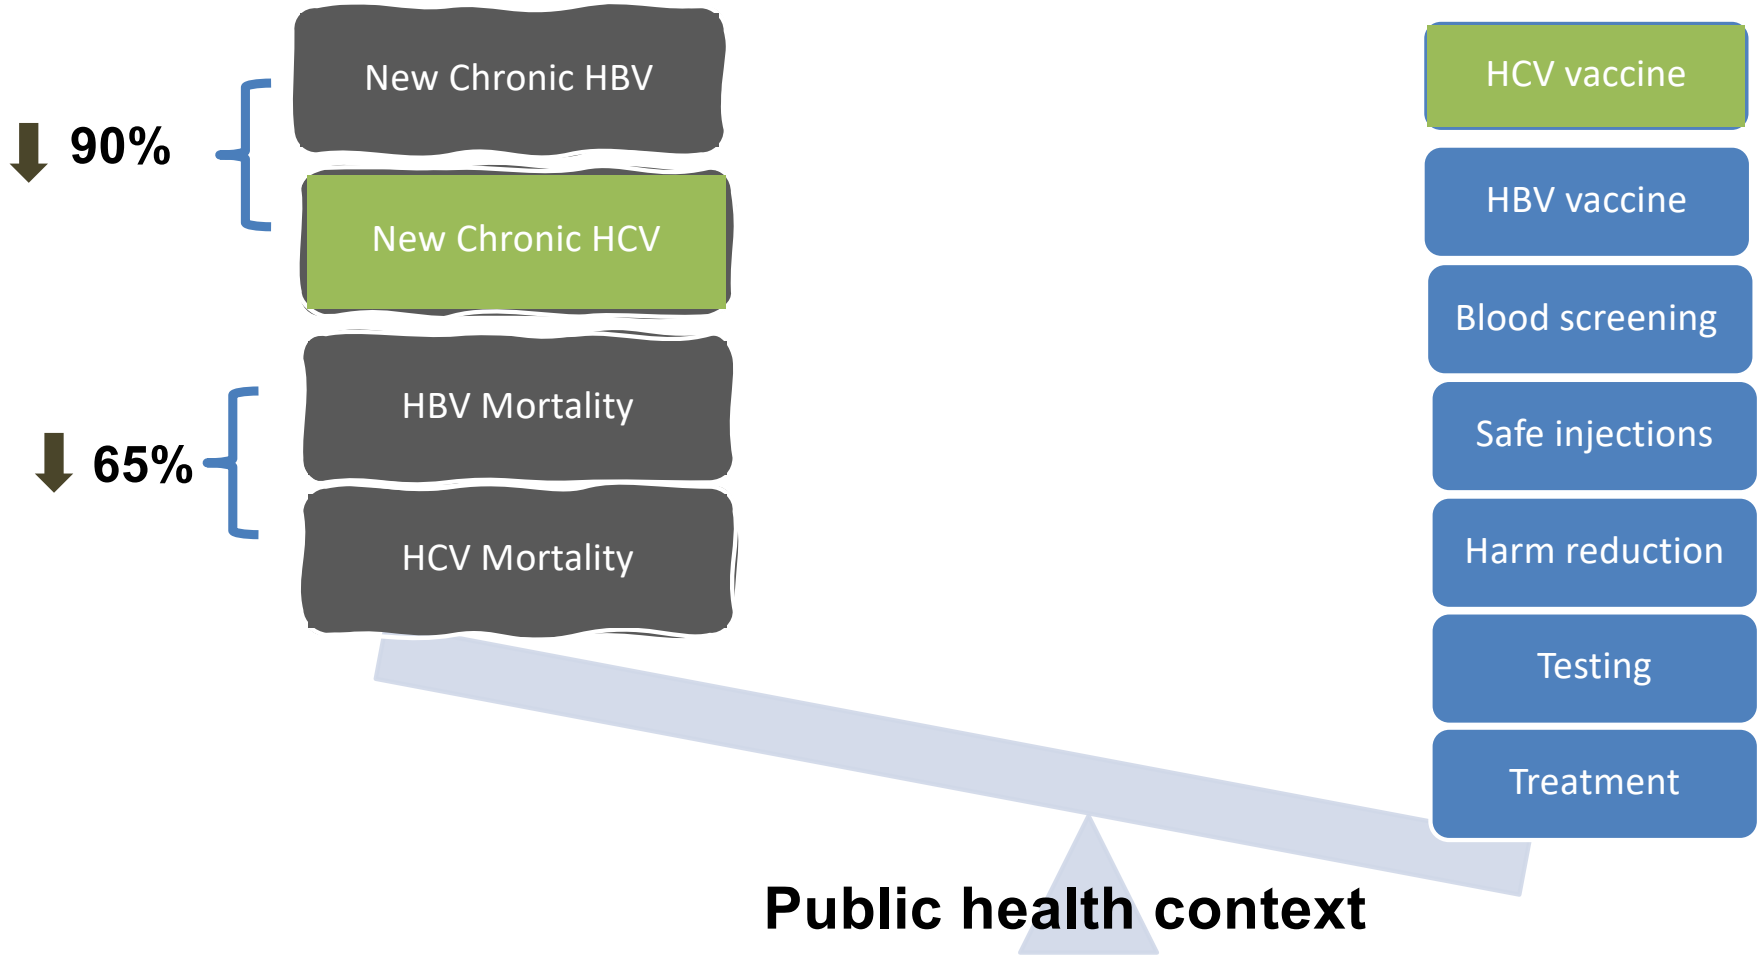 New Chronic HBV
90%
New Chronic HCV
HBV Mortality
65%
HCV Mortality
HCV vaccine
HBV vaccine
Blood screening
Safe injections
Harm reduction
Testing
Treatment
Public health context